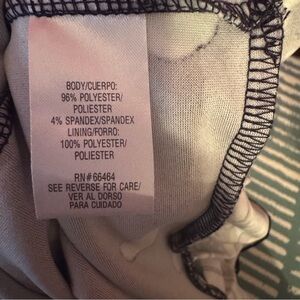 BODY/CUERPO:
96% POLYESTER/
POLIESTER
4% SPANDEX/SPANDEX
LINING/FORRO:
100% POLYESTER/
POLIESTER
RN#66464
SEE REVERSE FOR CARE/
VER AL DORSO
PARA CUIDADO